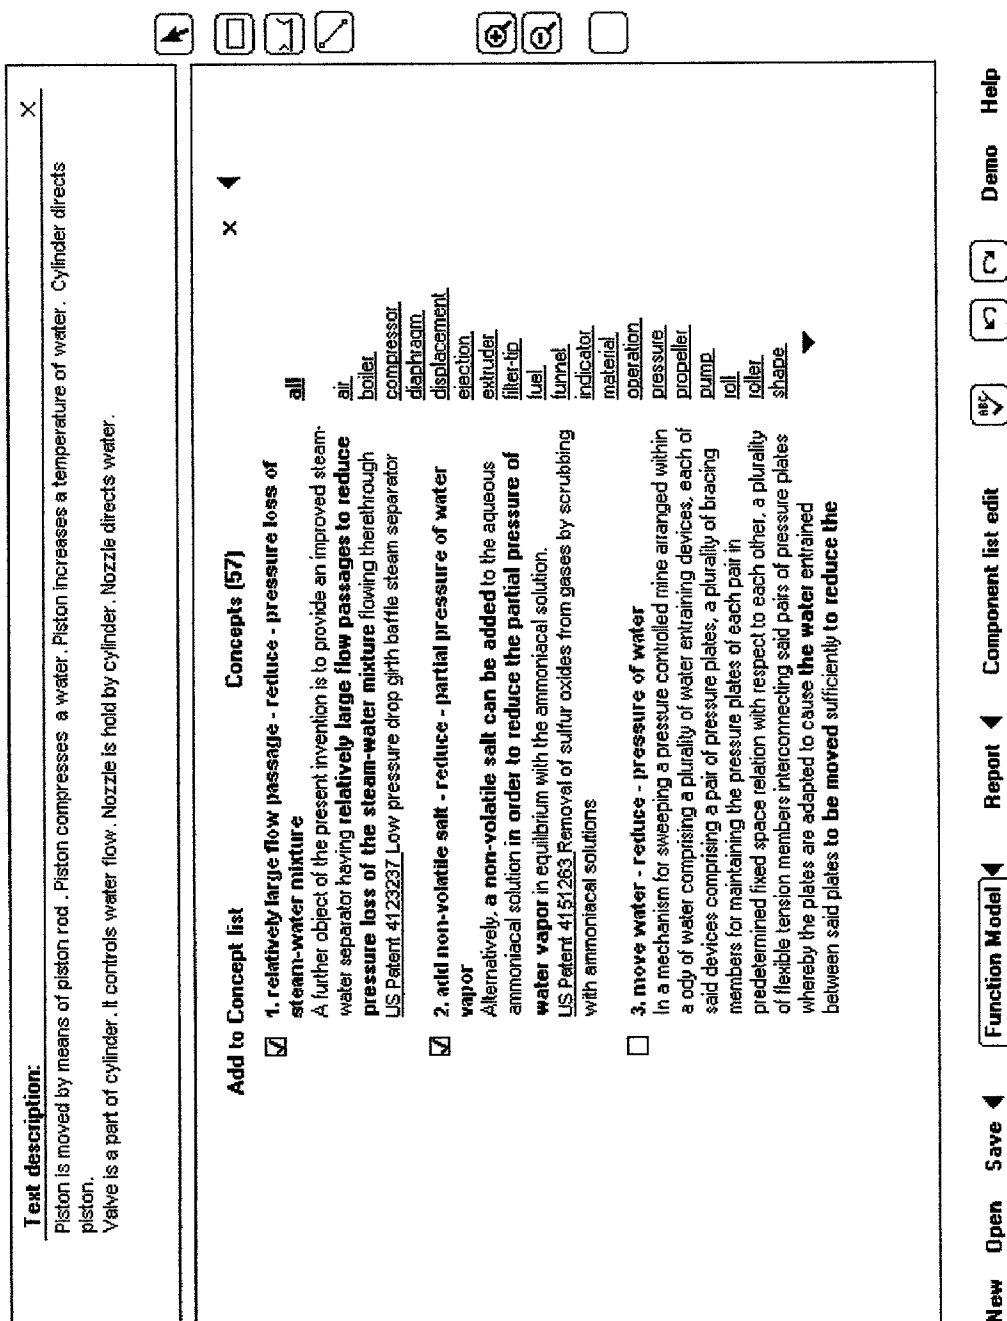 Text description:
Piston is moved by means of piston rod . Piston compresses a water . Piston increases a temperature of water . Cylinder directs
piston.
Valve is a part of cylinder . It controls water flow . Nozzle is hold by cylinder . Nozzle directs water .
Add to Concept list Concepts (57)
1. relatively large flow passage - reduce - pressure loss of
steam-water mixture
A further object of the present invention is to provide an improved steam-
water separator having relatively large flow passages to reduce
pressure loss of the steam-water mixture flowing therethrough
US Patent 4123237 Low pressure drop girth baffle steam separator
2. add non-volatile salt - reduce - partial pressure of water
vapor
Alternatively, a non-volatile salt can be added to the aqueous
ammoniacal solution in order to reduce the partial pressure of
water vapor in equilibrium with the ammoniacal solution.
US Patent 4151263 Removal of sulfur oxides from gases by scrubbing
with ammoniacal solutions
3. move water - reduce - pressure of water
In a mechanism for sweeping a pressure controlled mine arranged within
a ody of water comprising a plurality of water entraining devices, each of
said devices comprising a pair of pressure plates, a plurality of bracing
members for maintaining the pressure plates of each pair in
predetermined fixed space relation with respect to each other, a plurality
of flexible tension members interconnecting said pairs of pressure plates
whereby the plates are adapted to cause the water entrained
between said plates to be moved sufficiently to reduce the
all
air
boiler
compressor
diaphragm
displacement
ejection
extruder
filter-tip
fuel
funnel
indicator
material
operation
pressure
propeller
pump
roll
roller
shape
New Open Save Function Model Report Component list edit ABC Demo Help